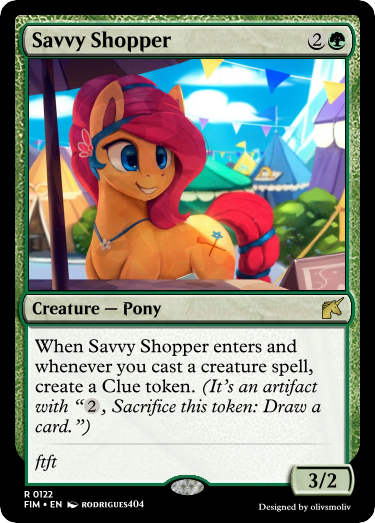 Savvy Shopper 2
Creature — Pony
When Savvy Shopper enters and
whenever you cast a creature spell,
create a Clue token. (It's an artifact
with “2, Sacrifice this token: Draw a
card.”)
ftft
3/2
R 0122
FIM • EN RODRIGUES404
Designed by olivsmoliv